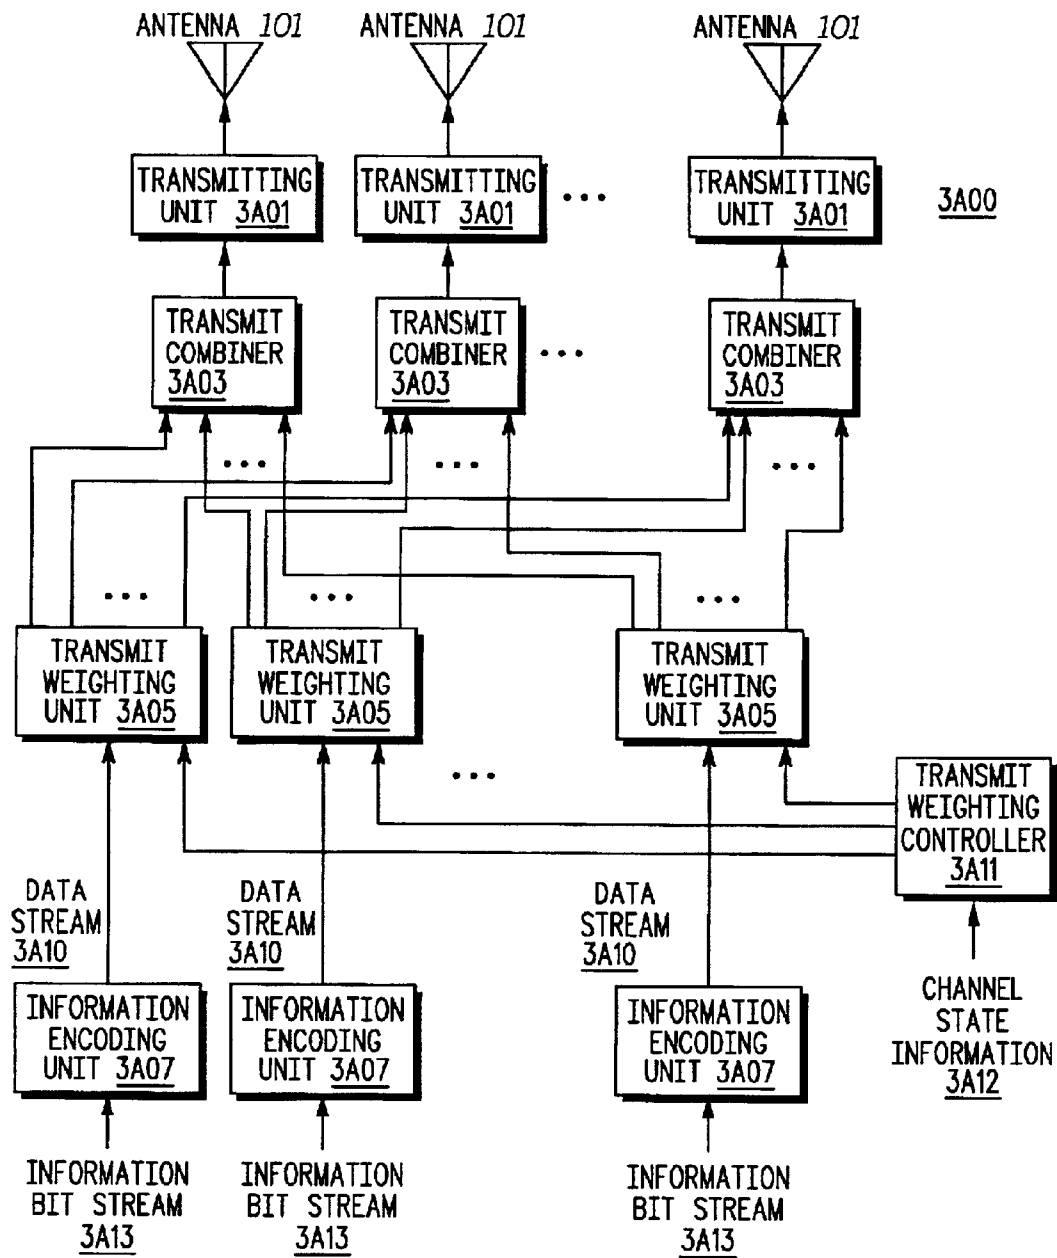 ANTENNA 101 ANTENNA 101 ANTENNA 101
TRANSMITTING
UNIT 3A01
TRANSMITTING
UNIT 3A01
...
TRANSMITTING
UNIT 3A01
3A00
TRANSMIT
COMBINER
3A03
TRANSMIT
COMBINER
3A03
...
TRANSMIT
COMBINER
3A03
... ... ...
... ... ...
TRANSMIT
WEIGHTING
UNIT 3A05
TRANSMIT
WEIGHTING
UNIT 3A05
TRANSMIT
WEIGHTING
UNIT 3A05
...
TRANSMIT
WEIGHTING
CONTROLLER
3A11
DATA
STREAM
3A10
DATA
STREAM
3A10
DATA
STREAM
3A10
INFORMATION
ENCODING
UNIT 3A07
INFORMATION
ENCODING
UNIT 3A07
INFORMATION
ENCODING
UNIT 3A07
CHANNEL
STATE
INFORMATION
3A12
INFORMATION
BIT STREAM
3A13
INFORMATION
BIT STREAM
3A13
INFORMATION
BIT STREAM
3A13